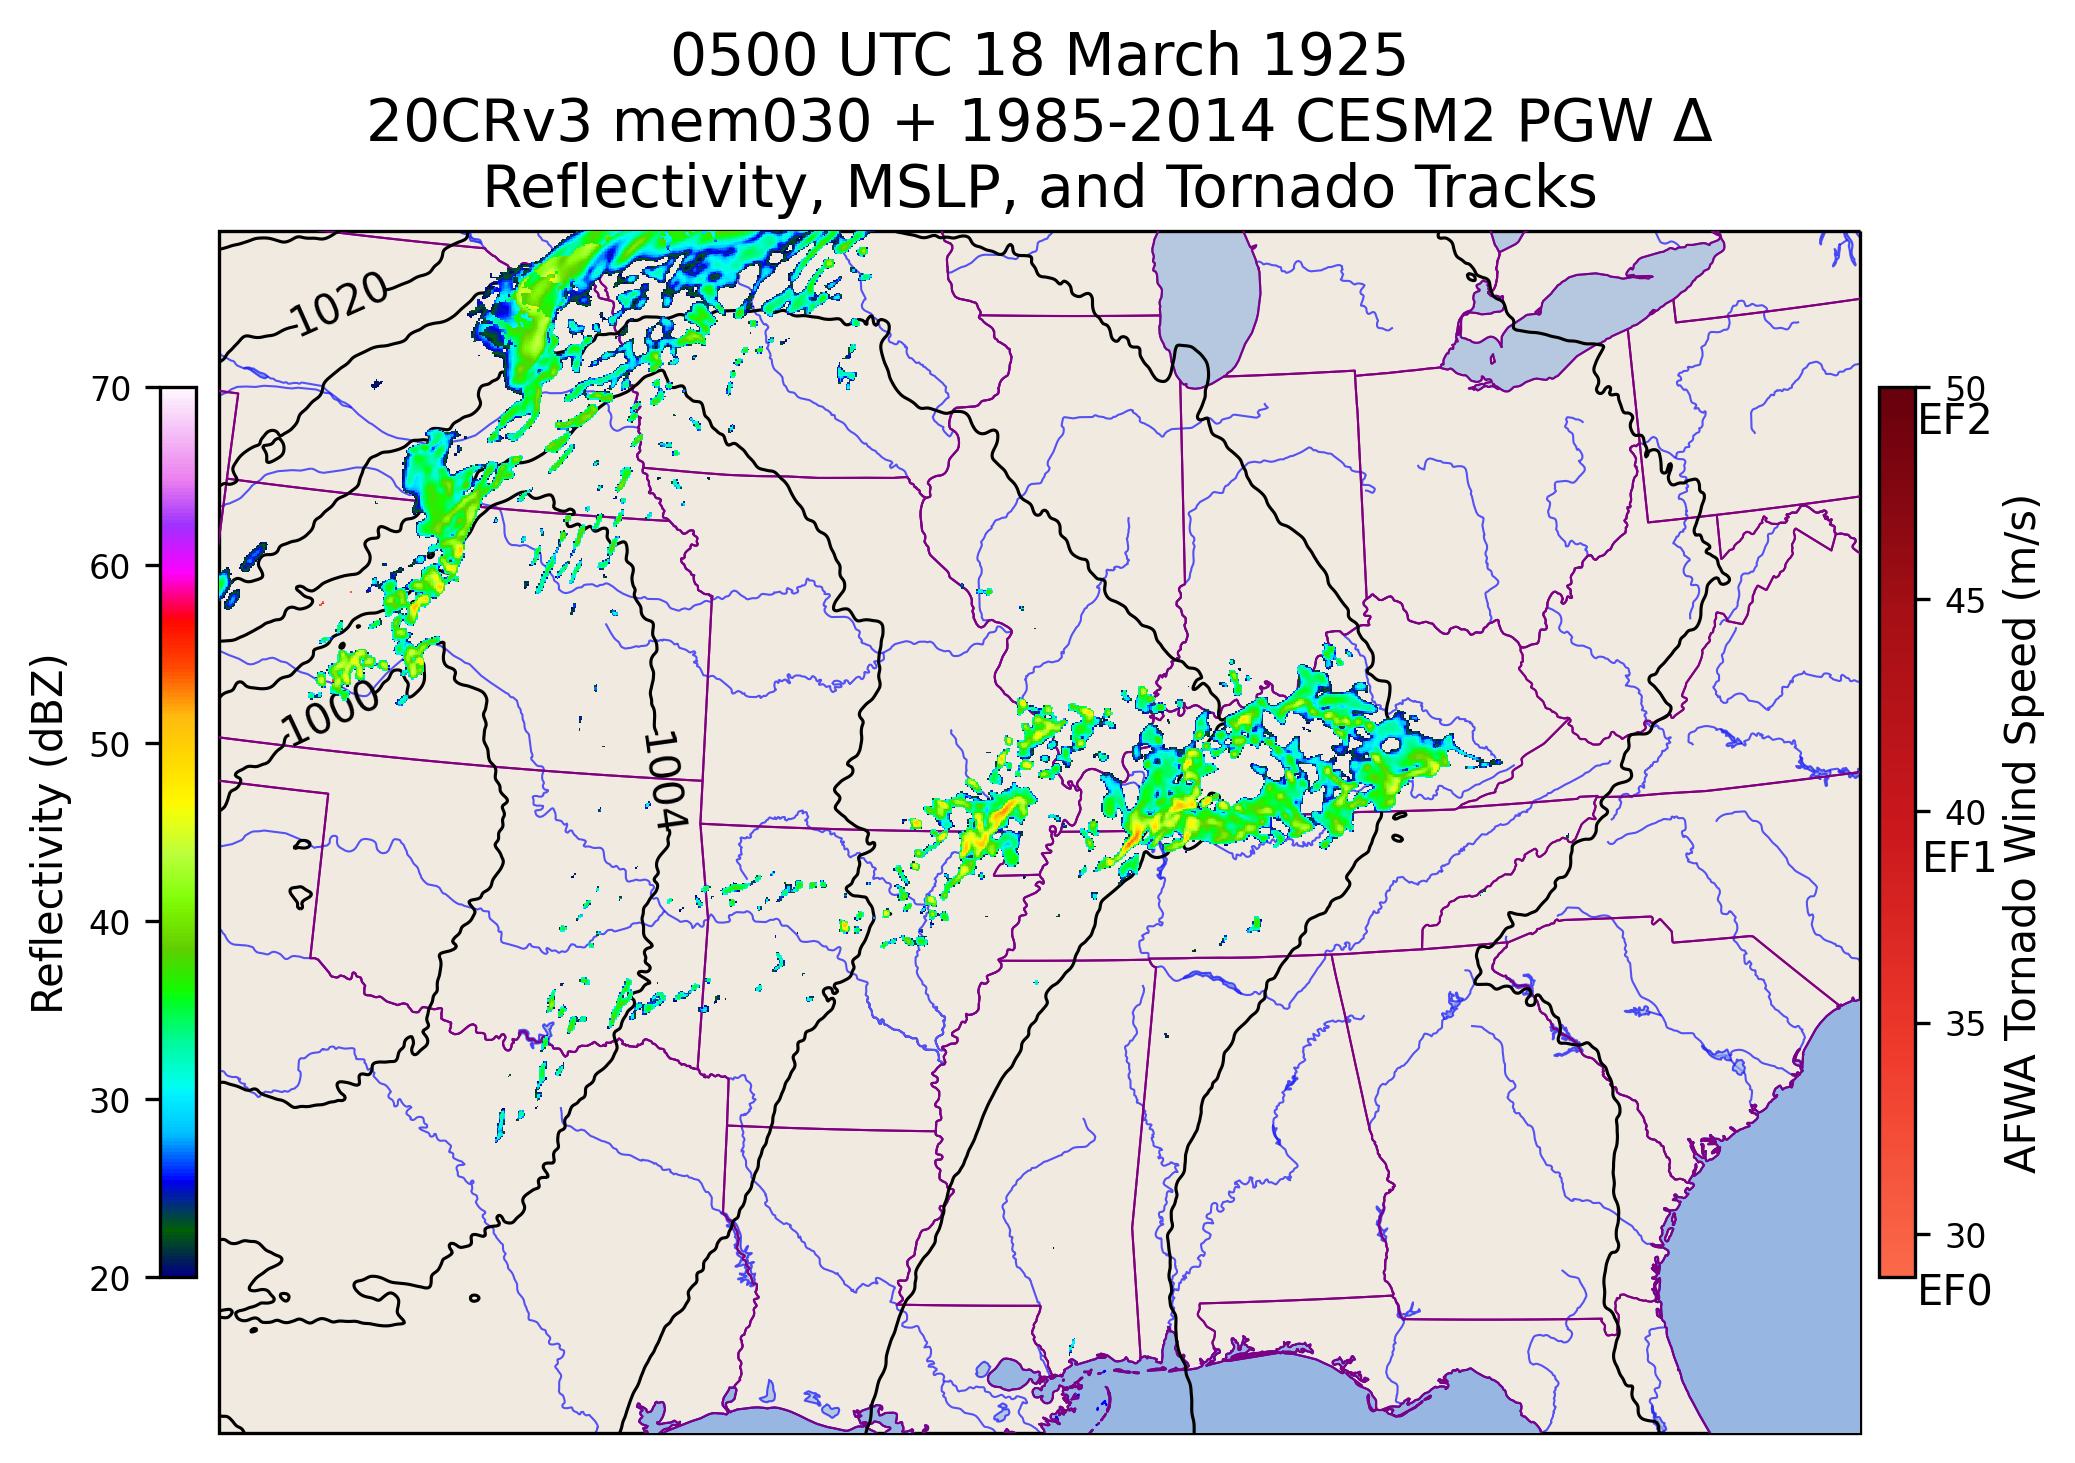 0500 UTC 18 March 1925
20CRv3 mem030 + 1985-2014 CESM2 PGW Δ
Reflectivity, MSLP, and Tornado Tracks
1020
1000
1004
Reflectivity (dBZ)
70
60
50
40
30
20
50
EF2
45
40
EF1
35
30
EF0
AFWA Tornado Wind Speed (m/s)